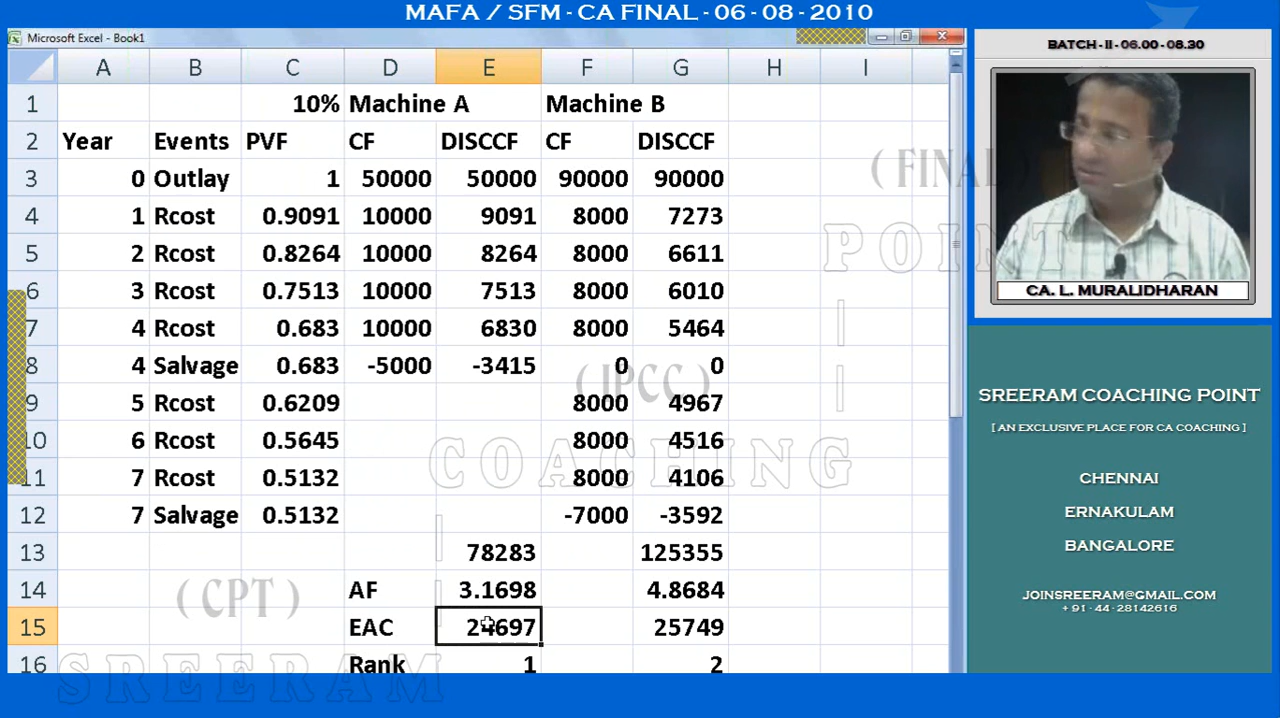 MAFA / SFM - CA FINAL - 06 - 08 - 2010
Microsoft Excel - Book1
A B C D E F G H I
1 10% Machine A Machine B
2 Year Events PVF CF DISCCF CF DISCCF
3 0 Outlay 1 50000 50000 90000 90000
4 1 Rcost 0.9091 10000 9091 8000 7273
5 2 Rcost 0.8264 10000 8264 8000 6611
6 3 Rcost 0.7513 10000 7513 8000 6010
7 4 Rcost 0.683 10000 6830 8000 5464
8 4 Salvage 0.683 -5000 -3415 0 0
9 5 Rcost 0.6209 8000 4967
10 6 Rcost 0.5645 8000 4516
11 7 Rcost 0.5132 8000 4106
12 7 Salvage 0.5132 -7000 -3592
13 78283 125355
14 AF 3.1698 4.8684
15 EAC 24697 25749
16 Rank 1 2
( FINAL
POINT
( IPCC )
COACHING
( CPT )
SREERAM
BATCH - II - 06.00 - 08.30
CA. L. MURALIDHARAN
SREERAM COACHING POINT
[ AN EXCLUSIVE PLACE FOR CA COACHING ]
CHENNAI
ERNAKULAM
BANGALORE
JOINSREERAM@GMAIL.COM
+ 91 - 44 - 28142616